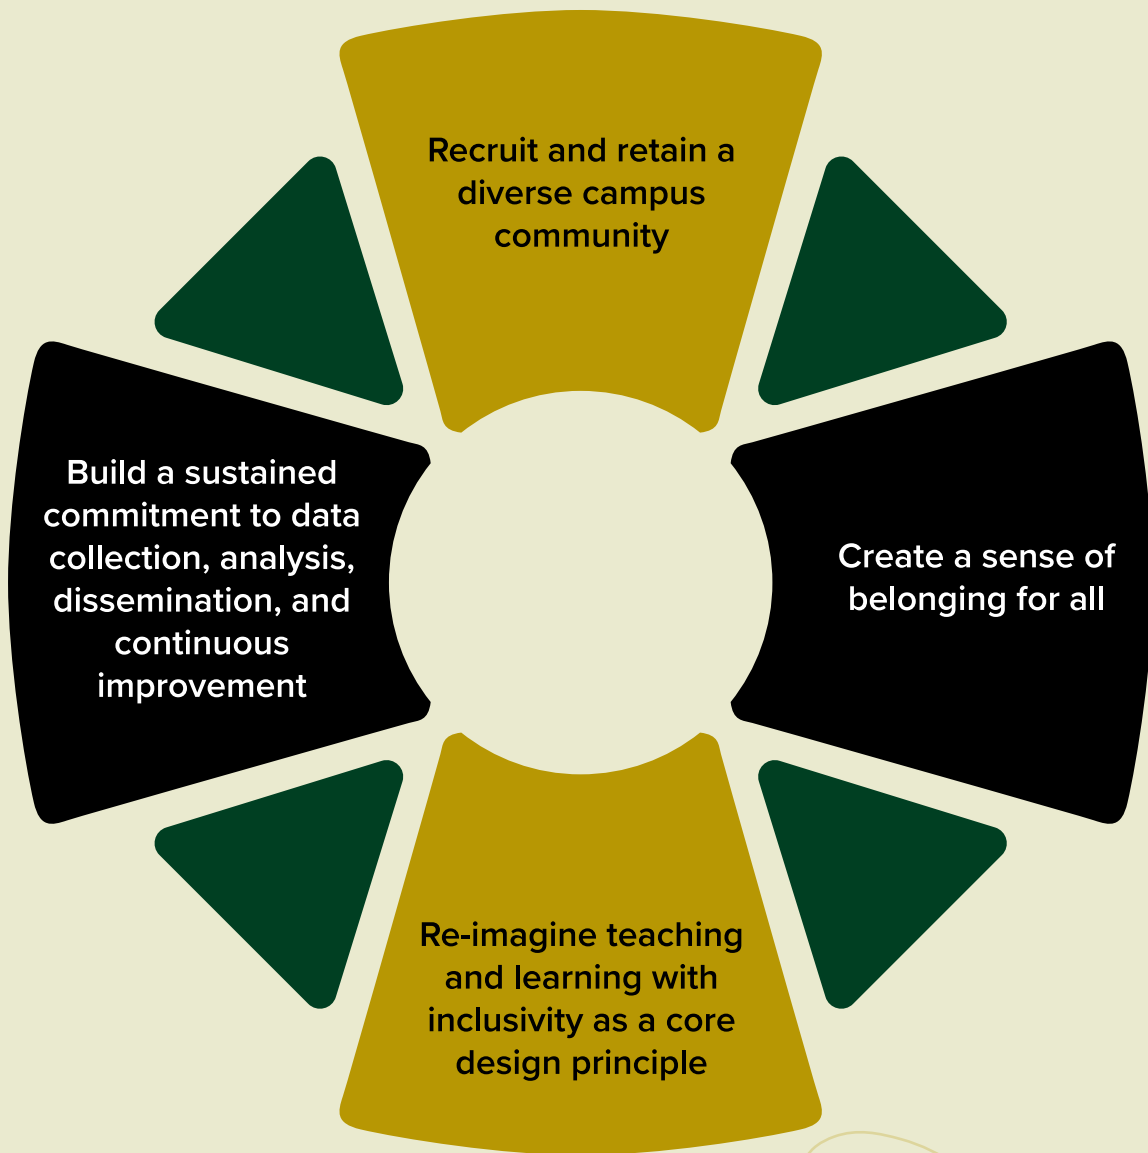 Recruit and retain a
diverse campus
community
Build a sustained
commitment to data
collection, analysis,
dissemination, and
continuous
improvement
Create a sense of
belonging for all
Re-imagine teaching
and learning with
inclusivity as a core
design principle